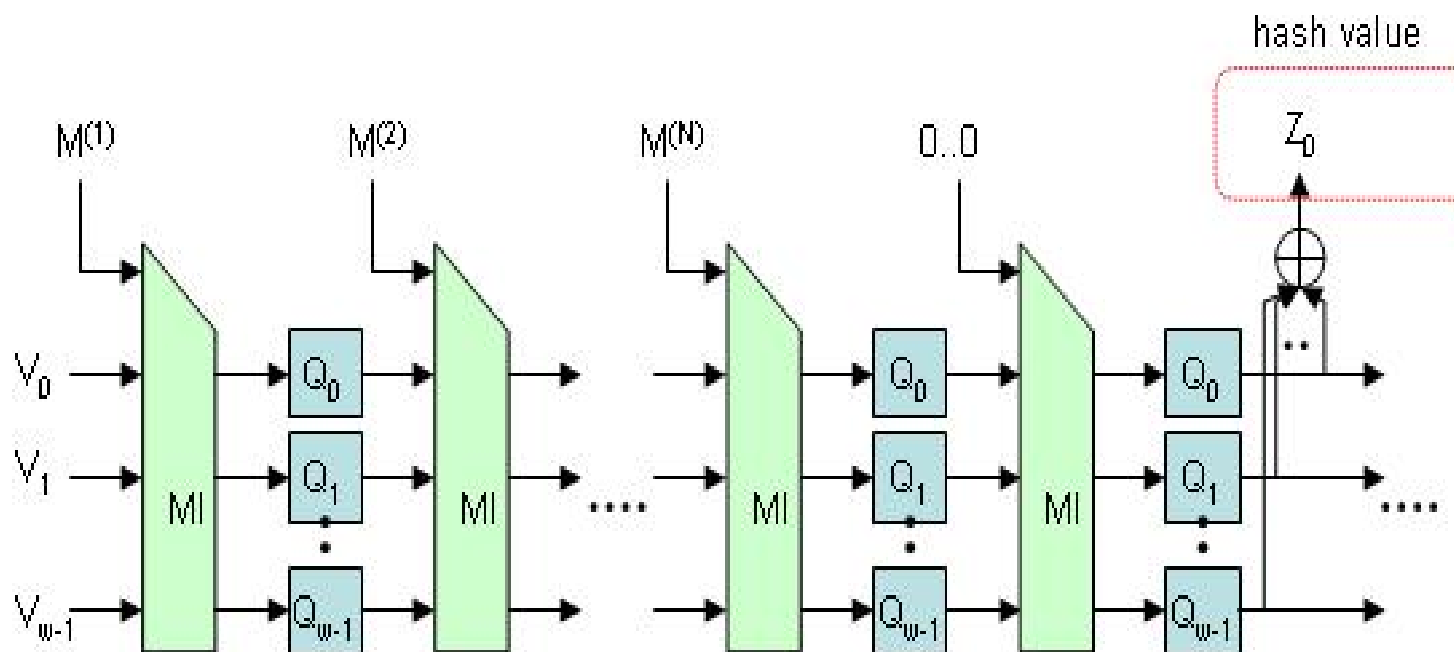 hash value
M(1) M(2) M(N) 0..0 Z0
V0 Q0 Q0 Q0
V1 MI Q1 MI .... MI Q1 MI Q1 ....
Vw-1 Qw-1 Qw-1 Qw-1